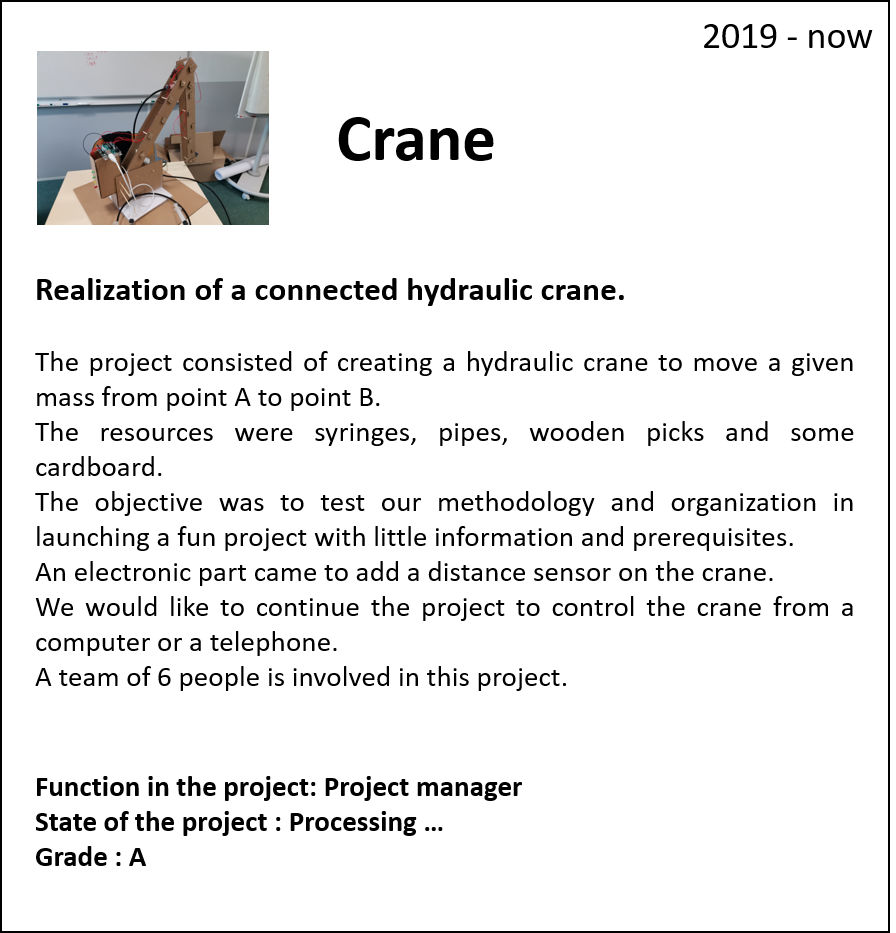 2019 - now
Crane
Realization of a connected hydraulic crane.
The project consisted of creating a hydraulic crane to move a given
mass from point A to point B.
The resources were syringes, pipes, wooden picks and some
cardboard.
The objective was to test our methodology and organization in
launching a fun project with little information and prerequisites.
An electronic part came to add a distance sensor on the crane.
We would like to continue the project to control the crane from a
computer or a telephone.
A team of 6 people is involved in this project.
Function in the project: Project manager
State of the project : Processing …
Grade : A